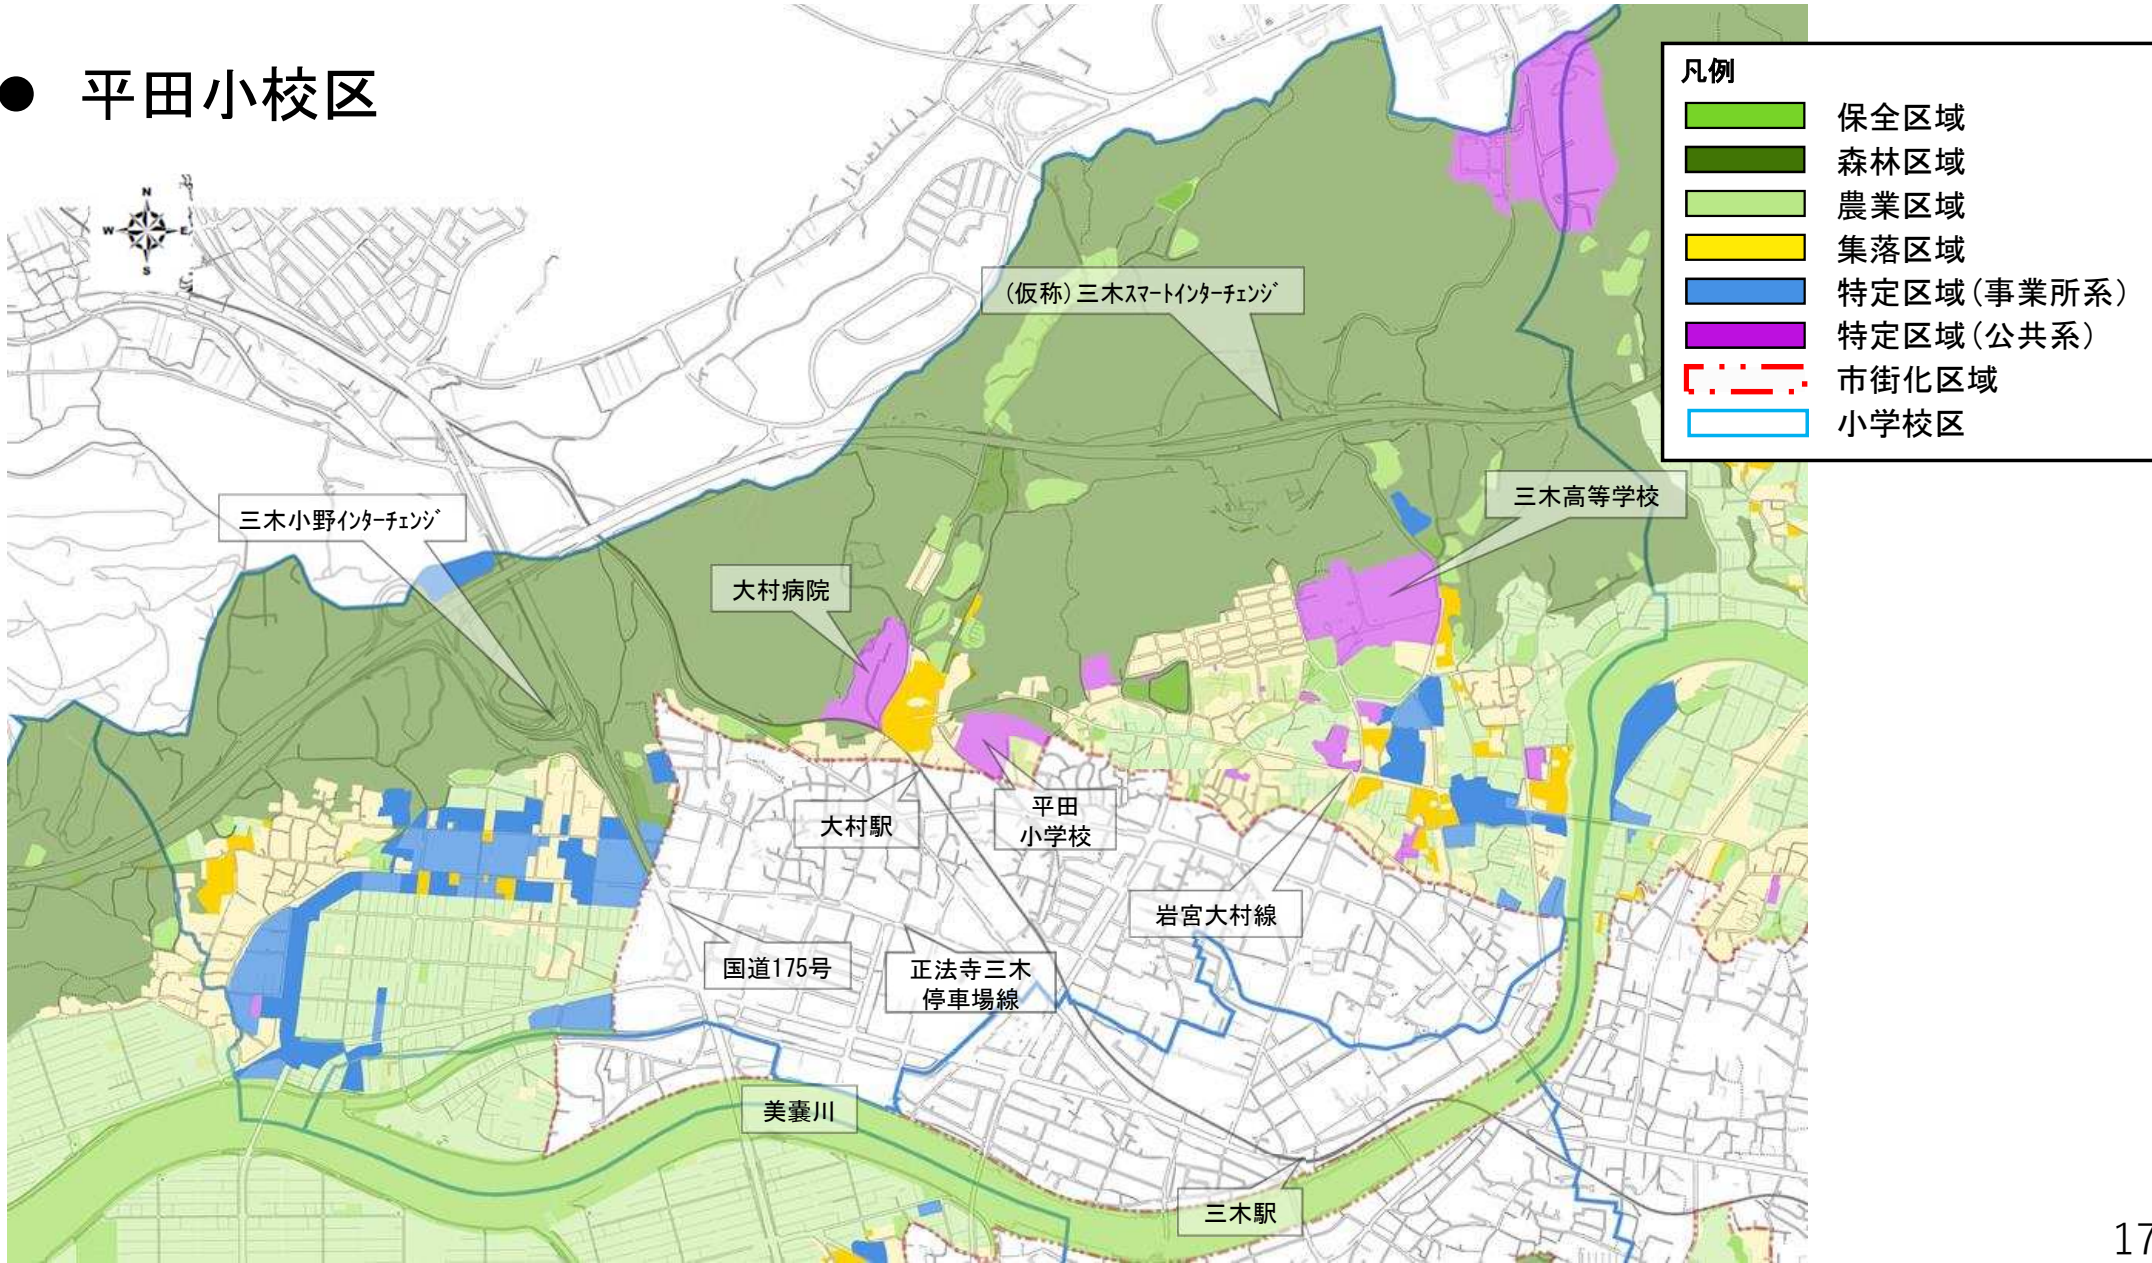 ● 平田小校区
N
W
E
S
凡例
保全区域
森林区域
農業区域
集落区域
特定区域(事業所系)
特定区域(公共系)
市街化区域
小学校区
(仮称)三木ｽﾏｰﾄｲﾝﾀｰﾁｪﾝｼﾞ
三木小野ｲﾝﾀｰﾁｪﾝｼﾞ
三木高等学校
大村病院
大村駅
平田
小学校
岩宮大村線
国道175号
正法寺三木
停車場線
美嚢川
三木駅
17